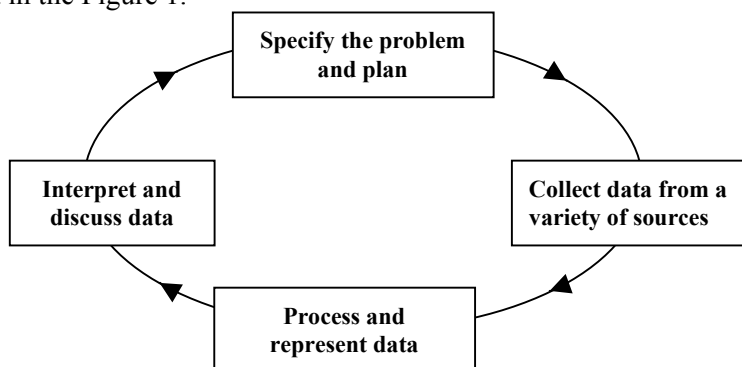 in the Figure 1.
Specify the problem
and plan
Interpret and
discuss data
Collect data from a
variety of sources
Process and
represent data